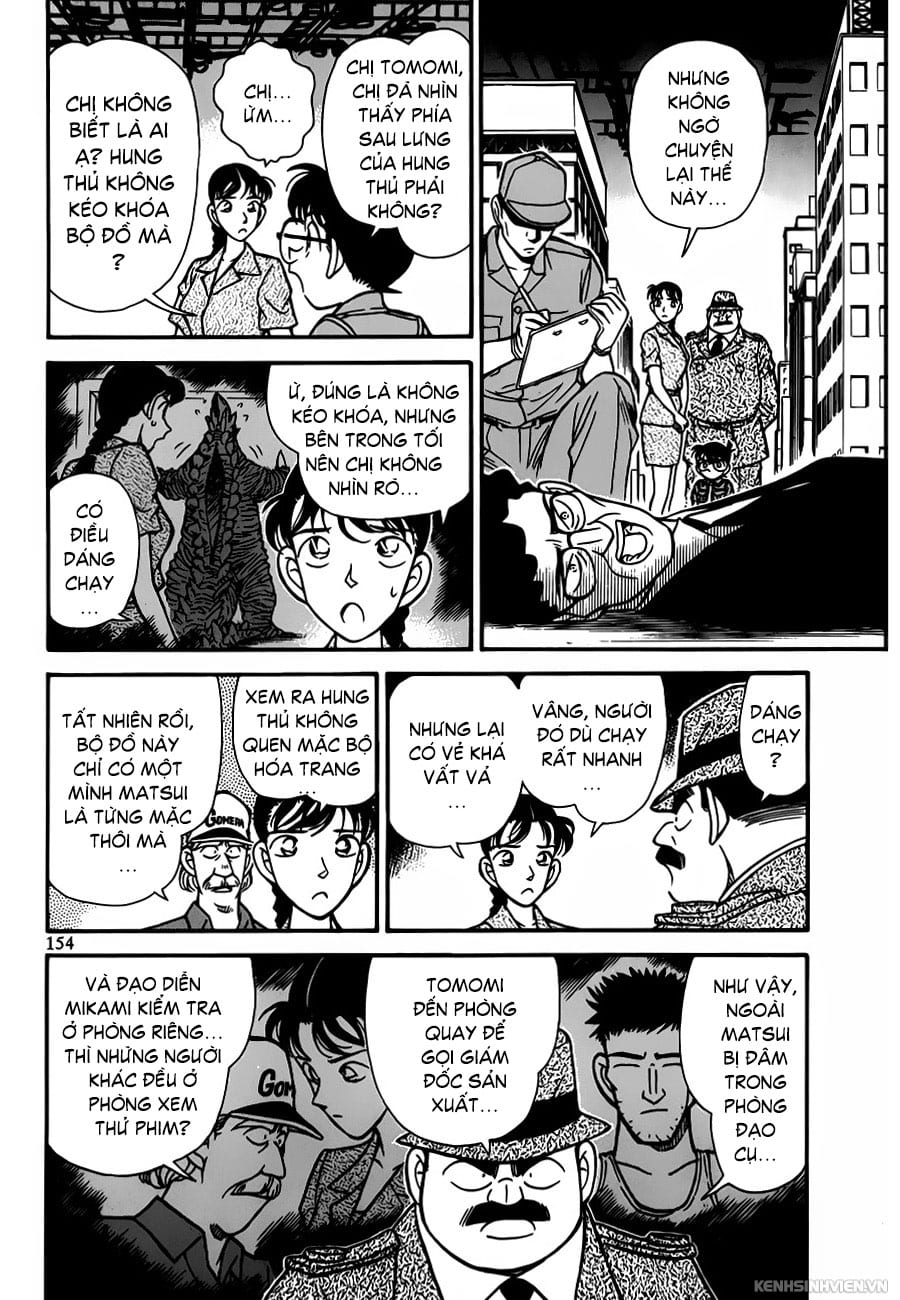 NHƯNG
KHÔNG
NGỜ
CHUYỆN
LẠI THẾ
NÀY...
CHỊ TOMOMI,
CHỊ ĐÃ NHÌN
THẤY PHÍA
SAU LƯNG
CỦA HUNG
THỦ PHẢI
KHÔNG?
CHỊ...
ỪM...
CHỊ KHÔNG
BIẾT LÀ AI
Ạ? HUNG
THỦ KHÔNG
KÉO KHÓA
BỘ ĐỒ MÀ
?
Ừ, ĐÚNG LÀ KHÔNG
KÉO KHÓA, NHƯNG
BÊN TRONG TỐI
NÊN CHỊ KHÔNG
NHÌN RÓ...
CÓ
ĐIỀU
DÁNG
CHẠY
...
DÁNG
CHẠY
?
VÂNG, NGƯỜI
ĐÓ DÙ CHẠY
RẤT NHANH
...
NHƯNG LẠI
CÓ VẺ KHÁ
VẤT VẢ
...
XEM RA HUNG
THỦ KHÔNG
QUEN MẶC BỘ
HÓA TRANG
...
TẤT NHIÊN RỒI,
BỘ ĐỒ NÀY
CHỈ CÓ MỘT
MÌNH MATSUI
LÀ TỪNG MẶC
THÔI MÀ
...
GOMERA
154
NHƯ VẬY,
NGOÀI
MATSUI
BỊ ĐÂM
TRONG
PHÒNG
ĐẠO
CỤ...
TOMOMI
ĐẾN PHÒNG
QUAY ĐỂ
GỌI GIÁM
ĐỐC SẢN
XUẤT...
VÀ ĐẠO DIỄN
MIKAMI KIỂM TRA
Ở PHÒNG RIÊNG...
THÌ NHỮNG NGƯỜI
KHÁC ĐỀU Ở
PHÒNG XEM
THỬ PHIM?
GOME
KENHSINHVIEN.VN